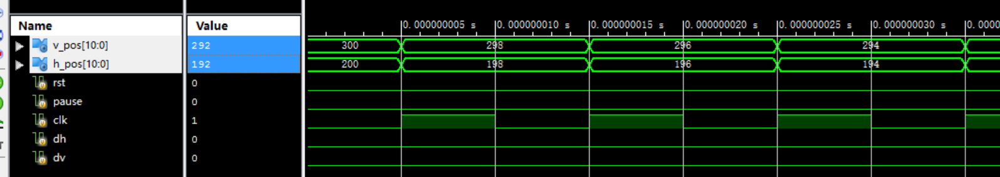 Name Value
0.000000005 s 0.000000010 s 0.000000015 s 0.000000020 s 0.000000025 s 0.000000030 s 0.0000
v_pos[10:0] 292 300 298 296 294
h_pos[10:0] 192 200 198 196 194
rst 0
pause 0
clk 1
dh 0
dv 0